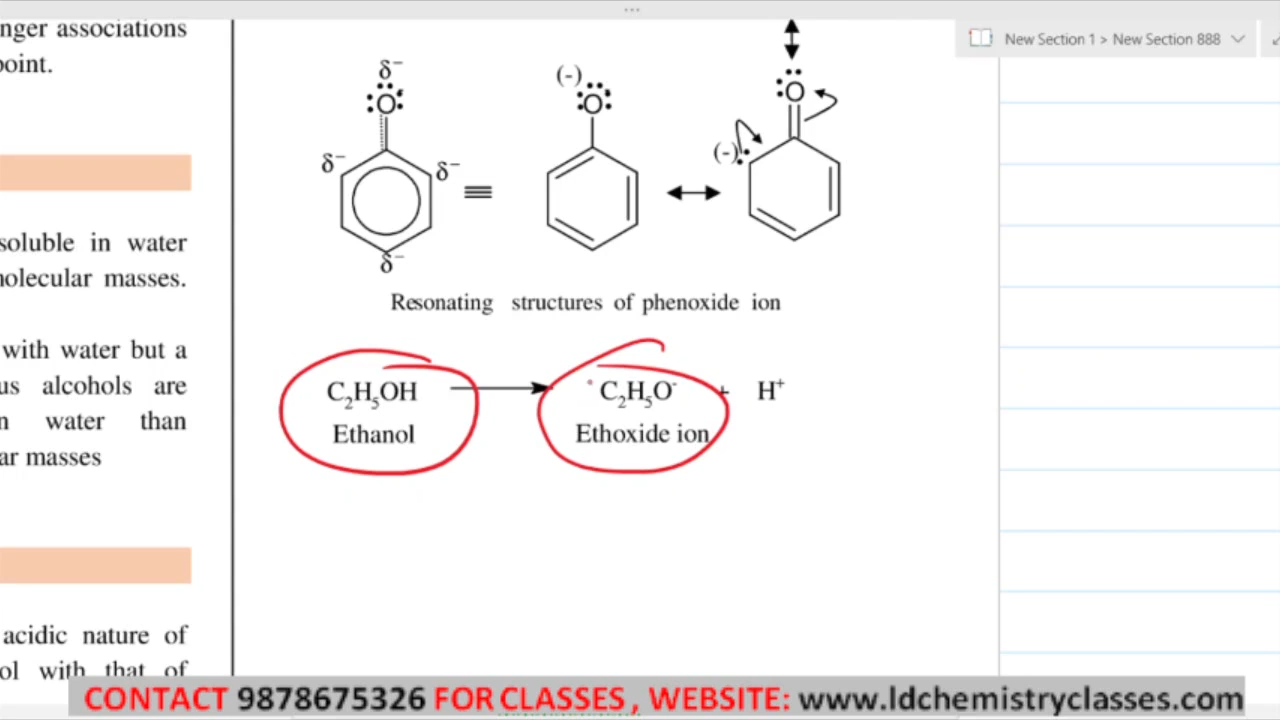 New Section 1 > New Section 888
nger associations
point.
soluble in water
nolecular masses.
with water but a
us alcohols are
n water than
ar masses
acidic nature of
ol with that of
δ⁻
:O:
δ⁻
δ⁻
δ⁻
≡
(-)
:O:
:O
(-)
Resonating structures of phenoxide ion
C₂H₅OH → C₂H₅O⁻ + H⁺
Ethanol Ethoxide ion
CONTACT 9878675326 FOR CLASSES , WEBSITE: www.ldchemistryclasses.com